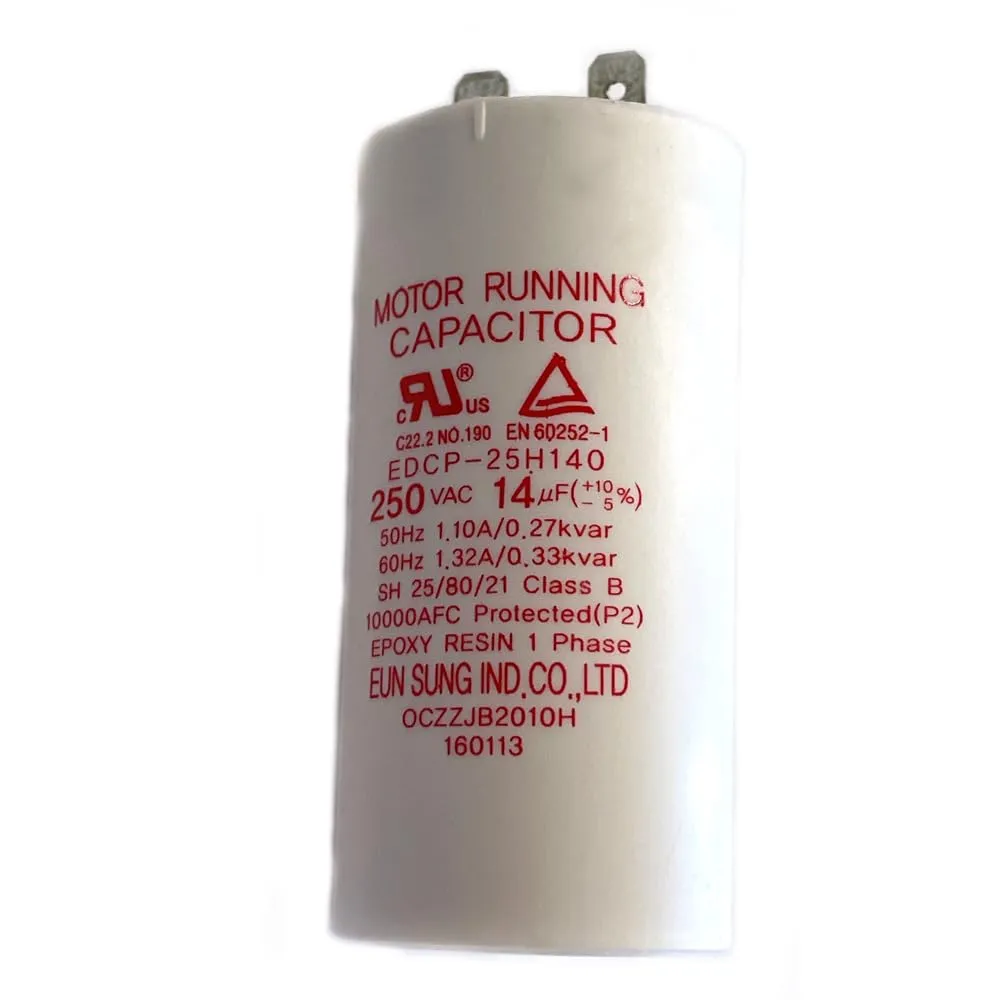 MOTOR RUNNING
CAPACITOR
c RU ® US
C22.2 NO.190 EN 60252-1
EDCP-25H140
250 VAC 14 µF(+10 − 5 %)
50Hz 1.10A/0.27kvar
60Hz 1.32A/0.33kvar
SH 25/80/21 Class B
10000AFC Protected(P2)
EPOXY RESIN 1 Phase
EUN SUNG IND.CO.,LTD
OCZZJB2010H
160113